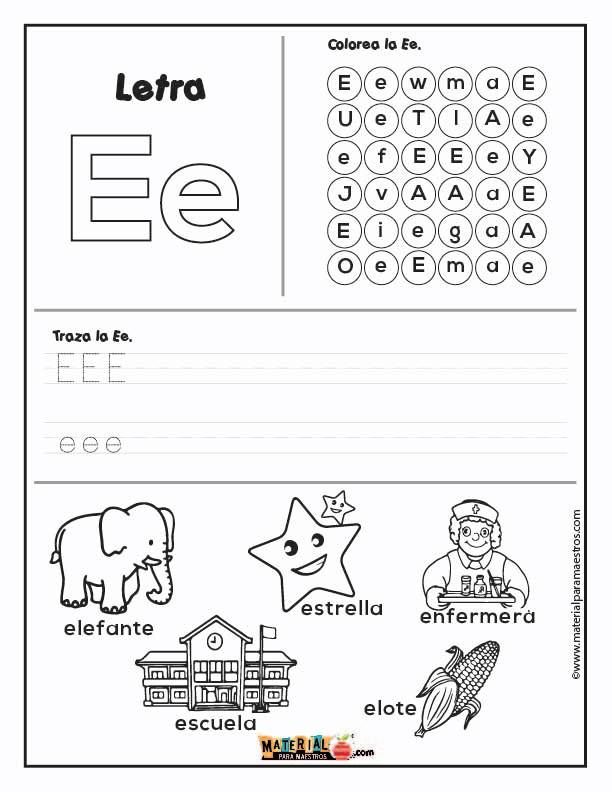 Letra
Ee
Colorea la Ee.
E e w m a E
U e T I A e
e f E E e Y
J v A A a E
E i e g a A
O e E m a e
Traza la Ee.
E E E
e e e
elefante
estrella
enfermera
escuela
elote
MATERIAL
PARA MAESTROS
.com
©www.materialparamaestros.com